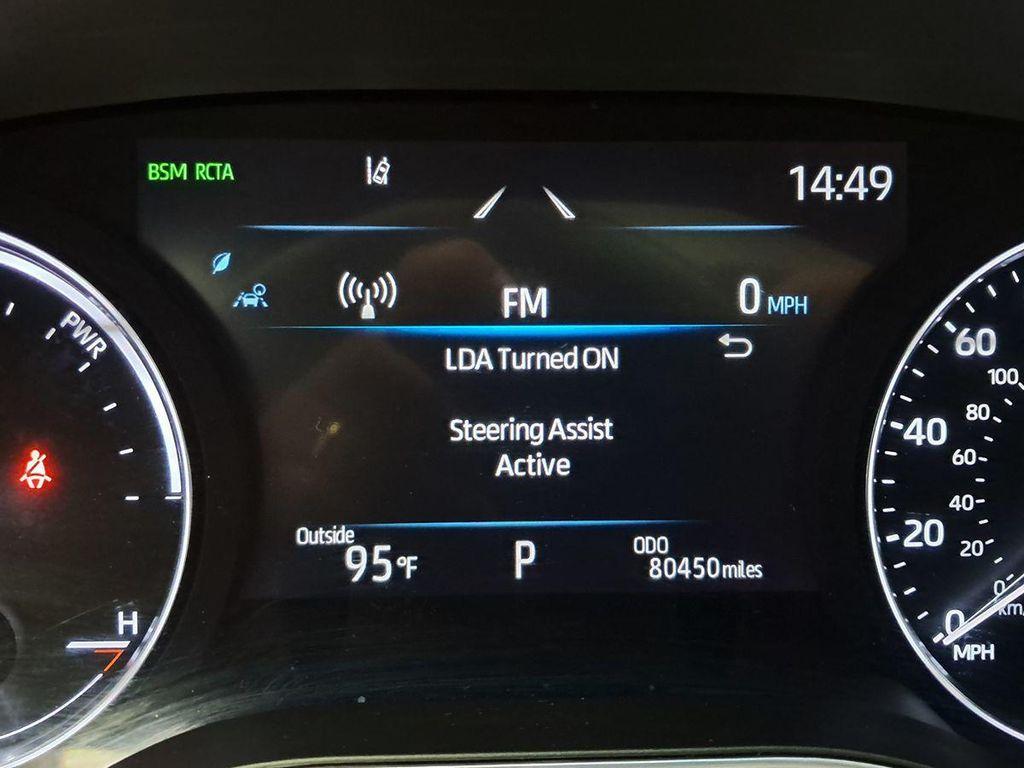 BSM RCTA
14:49
FM
0 MPH
LDA Turned ON
Steering Assist
Active
Outside
95°F
P
ODO
80450 miles
PWR
H
60
40
20
0
MPH
100
80
60
40
20
0